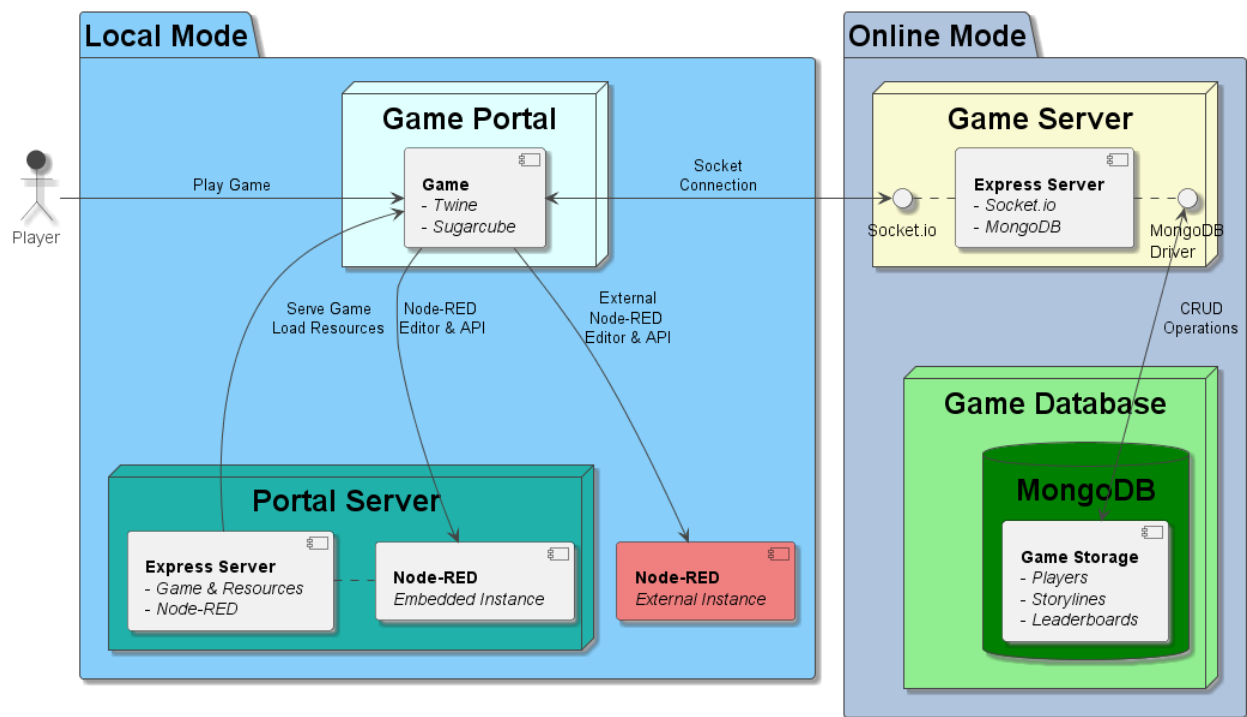 Local Mode
Online Mode
Game Portal
Game Server
Game
- Twine
- Sugarcube
Play Game
Player
Socket
Connection
Socket.io
Express Server
- Socket.io
- MongoDB
MongoDB
Driver
Serve Game
Load Resources
Node-RED
Editor & API
External
Node-RED
Editor & API
CRUD
Operations
Portal Server
Express Server
- Game & Resources
- Node-RED
Node-RED
Embedded Instance
Node-RED
External Instance
Game Database
MongoDB
Game Storage
- Players
- Storylines
- Leaderboards